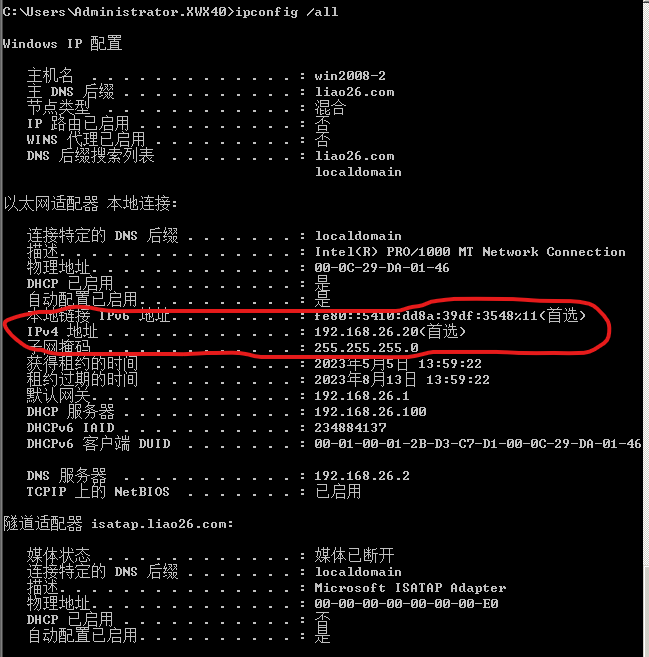 C:\Users\Administrator.XWX40>ipconfig /all
Windows IP 配置
主机名 . . . . . . . . . . . . . : win2008-2
主 DNS 后缀 . . . . . . . . . . . : liao26.com
节点类型 . . . . . . . . . . . . : 混合
IP 路由已启用 . . . . . . . . . . : 否
WINS 代理已启用 . . . . . . . . . : 否
DNS 后缀搜索列表 . . . . . . . . : liao26.com
localdomain
以太网适配器 本地连接:
连接特定的 DNS 后缀 . . . . . . . : localdomain
描述. . . . . . . . . . . . . . . : Intel(R) PRO/1000 MT Network Connection
物理地址. . . . . . . . . . . . . : 00-0C-29-DA-01-46
DHCP 已启用 . . . . . . . . . . . : 是
自动配置已启用. . . . . . . . . . : 是
本地链接 IPv6 地址. . . . . . . . : fe80::5410:dd8a:39df:3548%11(首选)
IPv4 地址 . . . . . . . . . . . . : 192.168.26.20(首选)
子网掩码 . . . . . . . . . . . . : 255.255.255.0
获得租约的时间 . . . . . . . . . : 2023年5月5日 13:59:22
租约过期的时间 . . . . . . . . . : 2023年8月13日 13:59:22
默认网关. . . . . . . . . . . . . : 192.168.26.1
DHCP 服务器 . . . . . . . . . . . : 192.168.26.100
DHCPv6 IAID . . . . . . . . . . . : 234884137
DHCPv6 客户端 DUID . . . . . . . : 00-01-00-01-2B-D3-C7-D1-00-0C-29-DA-01-46
DNS 服务器 . . . . . . . . . . . : 192.168.26.2
TCPIP 上的 NetBIOS . . . . . . . : 已启用
隧道适配器 isatap.liao26.com:
媒体状态 . . . . . . . . . . . . : 媒体已断开
连接特定的 DNS 后缀 . . . . . . . : localdomain
描述. . . . . . . . . . . . . . . : Microsoft ISATAP Adapter
物理地址. . . . . . . . . . . . . : 00-00-00-00-00-00-00-E0
DHCP 已启用 . . . . . . . . . . . : 否
自动配置已启用. . . . . . . . . . : 是